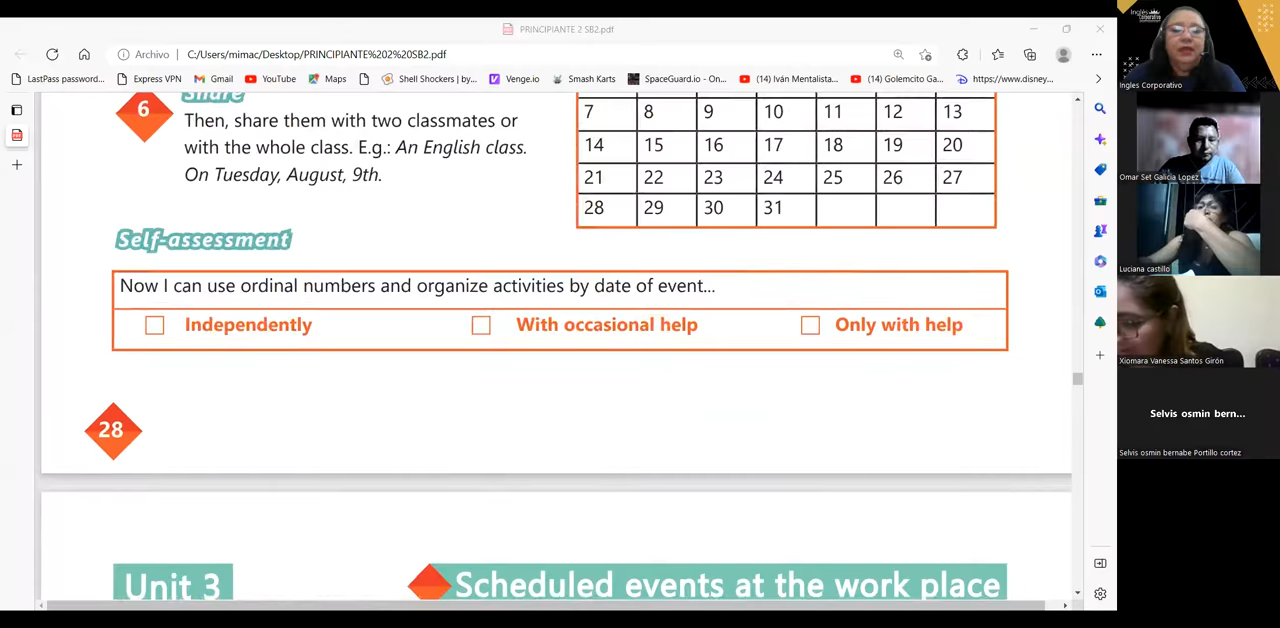 PRINCIPIANTE 2 SB2.pdf
Archivo
C:/Users/mimac/Desktop/PRINCIPIANTE%202%20SB2.pdf
LastPass password...
Express VPN
Gmail
YouTube
Maps
Shell Shockers | by...
Venge.io
Smash Karts
SpaceGuard.io - On...
(14) Iván Mentalista...
(14) Golemcito Ga...
https://www.disney...
6
Share
Then, share them with two classmates or
with the whole class. E.g.: An English class.
On Tuesday, August, 9th.
7 8 9 10 11 12 13
14 15 16 17 18 19 20
21 22 23 24 25 26 27
28 29 30 31
Self-assessment
Now I can use ordinal numbers and organize activities by date of event...
Independently
With occasional help
Only with help
28
Unit 3
Scheduled events at the work place
Inglés
Corporativo
Ingles Corporativo
Omar Set Galicia Lopez
Luciana castillo
Xiomara Vanessa Santos Girón
Selvis osmin bern...
Selvis osmin bernabe Portillo cortez